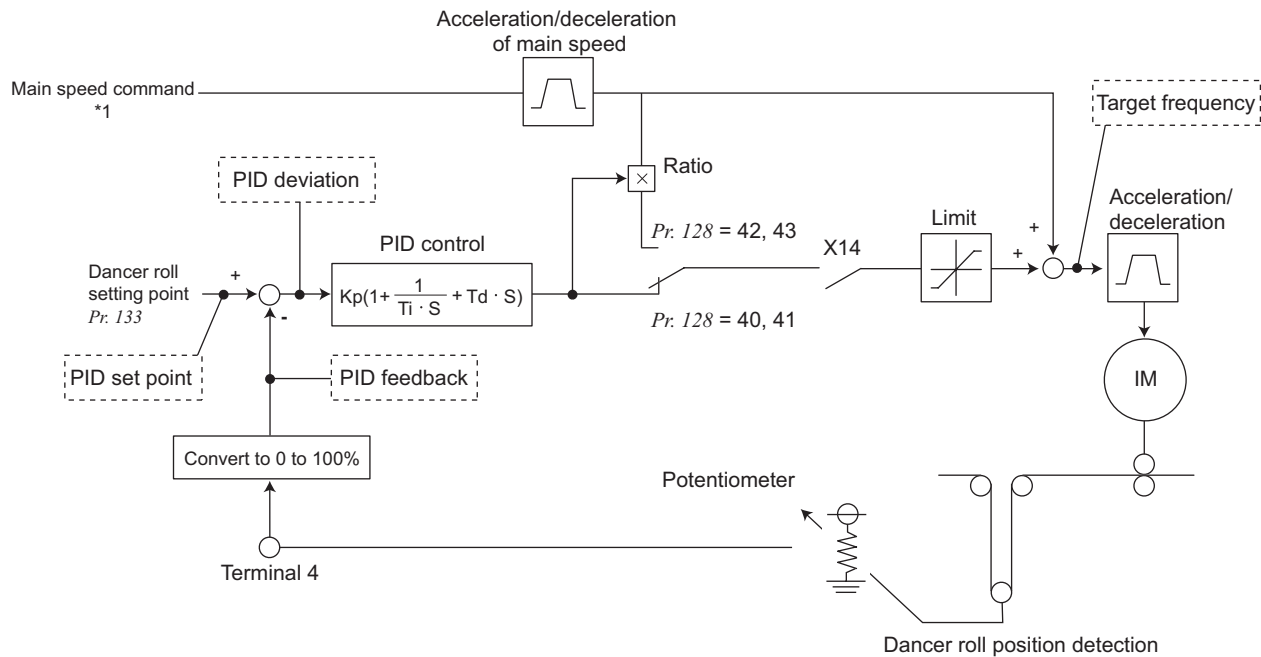 Acceleration/deceleration
of main speed
Main speed command
*1
Target frequency
PID deviation
×
Ratio
Acceleration/
deceleration
Pr. 128 = 42, 43
Limit
PID control
X14
+
+
Dancer roll
setting point
Pr. 133
+
-
Kp(1+ 1/(Ti · S) + Td · S)
Pr. 128 = 40, 41
PID set point
PID feedback
IM
Convert to 0 to 100%
Potentiometer
Terminal 4
Dancer roll position detection